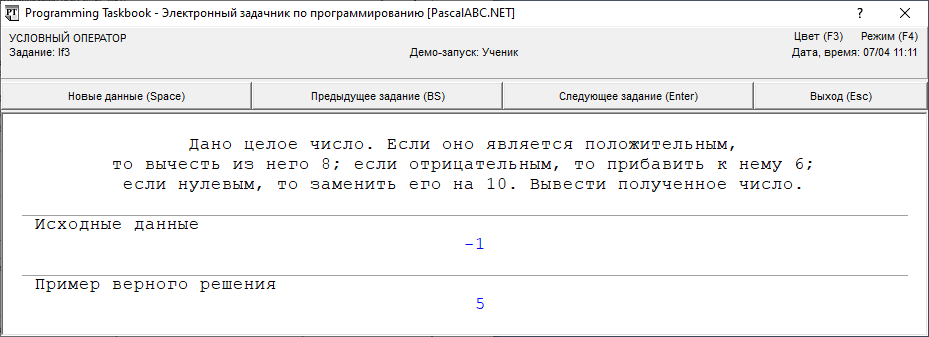 Programming Taskbook - Электронный задачник по программированию [PascalABC.NET]
УСЛОВНЫЙ ОПЕРАТОР
Цвет (F3) Режим (F4)
Задание: If3
Демо-запуск: Ученик
Дата, время: 07/04 11:11
Новые данные (Space)
Предыдущее задание (BS)
Следующее задание (Enter)
Выход (Esc)
Дано целое число. Если оно является положительным,
то вычесть из него 8; если отрицательным, то прибавить к нему 6;
если нулевым, то заменить его на 10. Вывести полученное число.
Исходные данные
-1
Пример верного решения
5